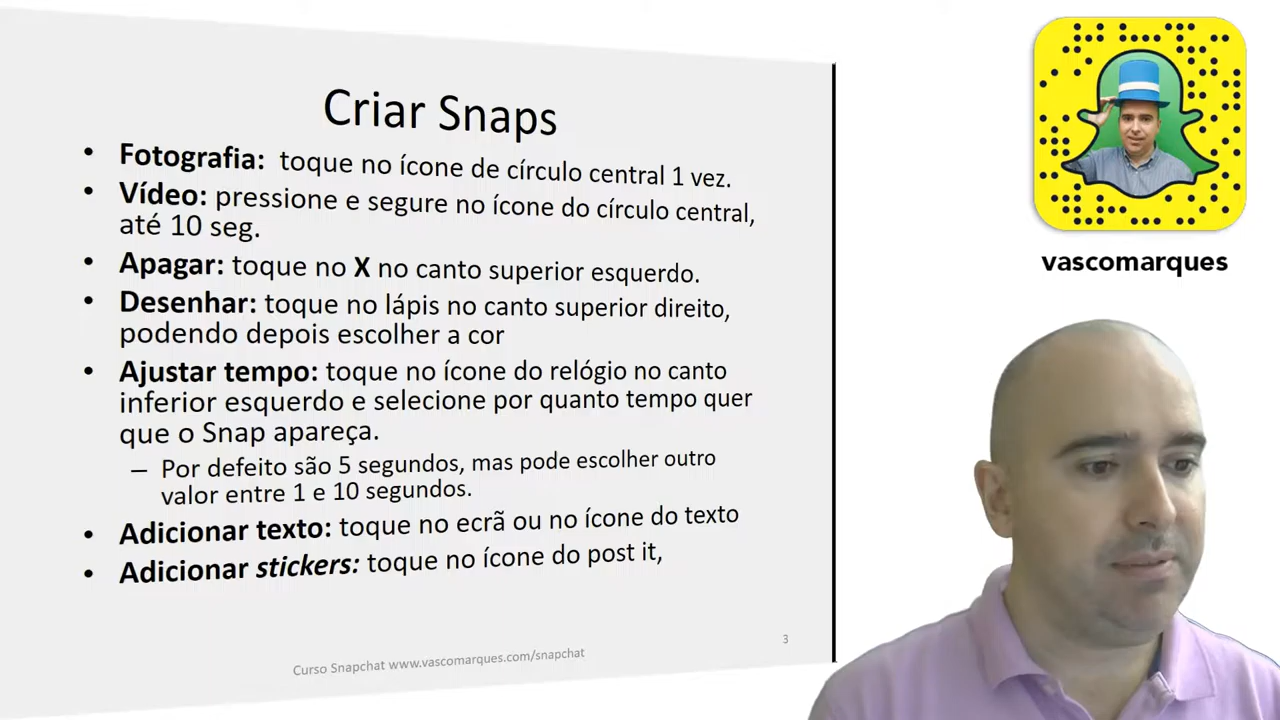 Criar Snaps
• Fotografia: toque no ícone de círculo central 1 vez.
• Vídeo: pressione e segure no ícone do círculo central,
até 10 seg.
• Apagar: toque no X no canto superior esquerdo.
• Desenhar: toque no lápis no canto superior direito,
podendo depois escolher a cor
• Ajustar tempo: toque no ícone do relógio no canto
inferior esquerdo e selecione por quanto tempo quer
que o Snap apareça.
– Por defeito são 5 segundos, mas pode escolher outro
valor entre 1 e 10 segundos.
• Adicionar texto: toque no ecrã ou no ícone do texto
• Adicionar stickers: toque no ícone do post it,
3
Curso Snapchat www.vascomarques.com/snapchat
vascomarques